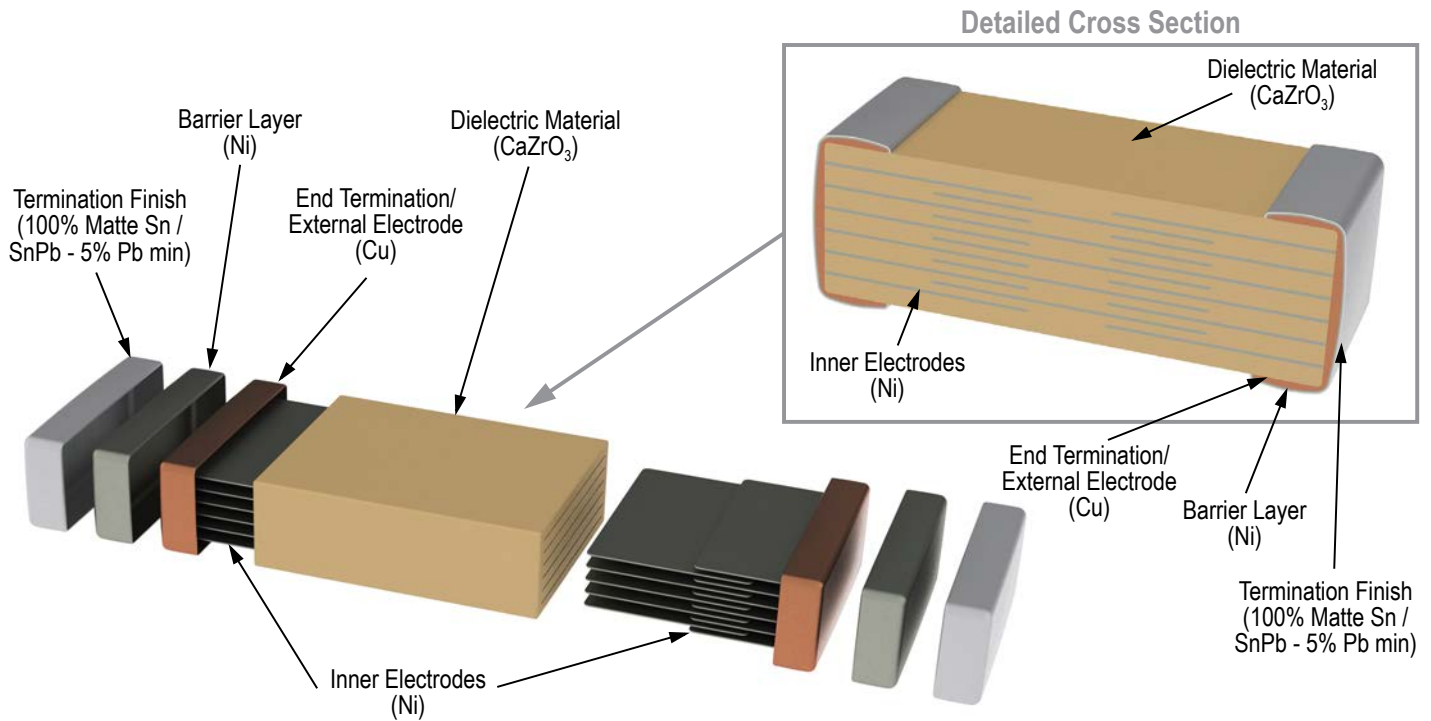 Detailed Cross Section
Dielectric Material
(CaZrO₃)
Barrier Layer
(Ni)
Dielectric Material
(CaZrO₃)
Termination Finish
(100% Matte Sn /
SnPb - 5% Pb min)
End Termination/
External Electrode
(Cu)
Inner Electrodes
(Ni)
End Termination/
External Electrode
(Cu)
Barrier Layer
(Ni)
Termination Finish
(100% Matte Sn /
SnPb - 5% Pb min)
Inner Electrodes
(Ni)